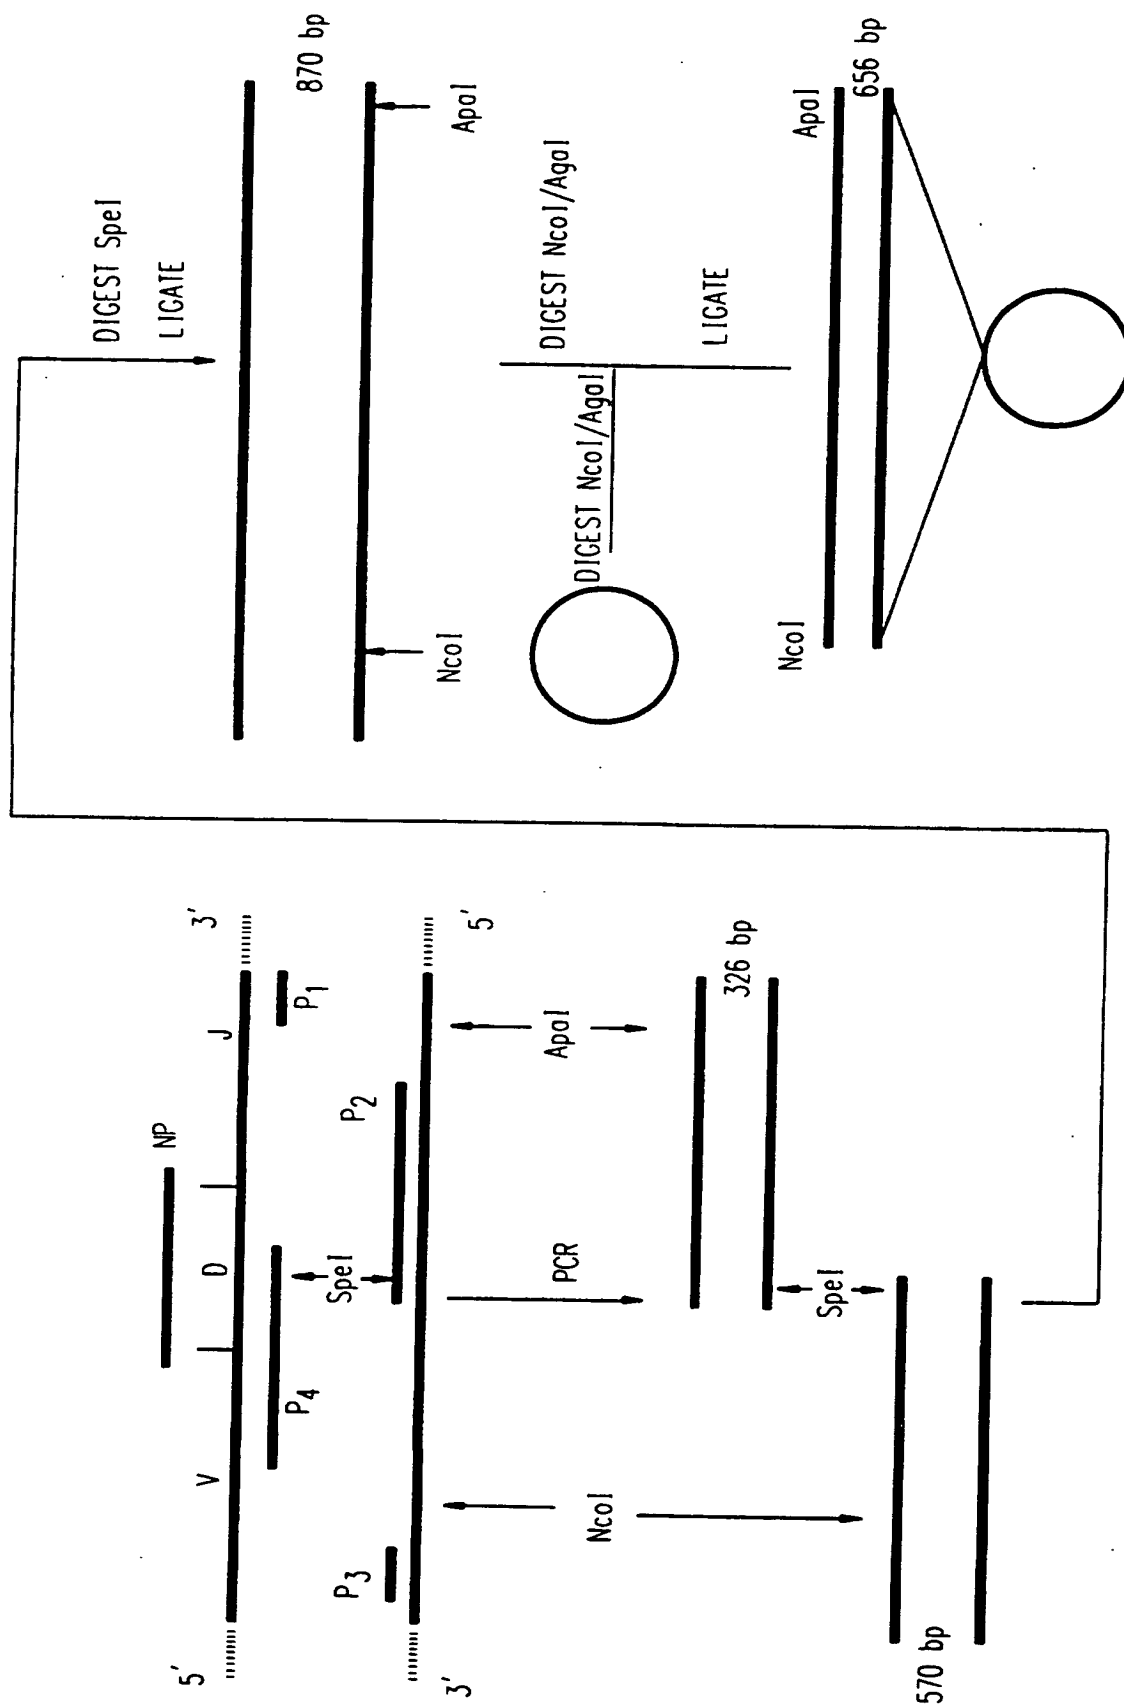 5′
3′
NP
V
D
J
P4
P1
SpeI
P3
P2
3′
5′
NcoI
PCR
ApaI
326 bp
SpeI
570 bp
DIGEST SpeI
LIGATE
870 bp
NcoI
ApaI
DIGEST NcoI/AgaI
DIGEST NcoI/AgaI
LIGATE
NcoI
ApaI
656 bp